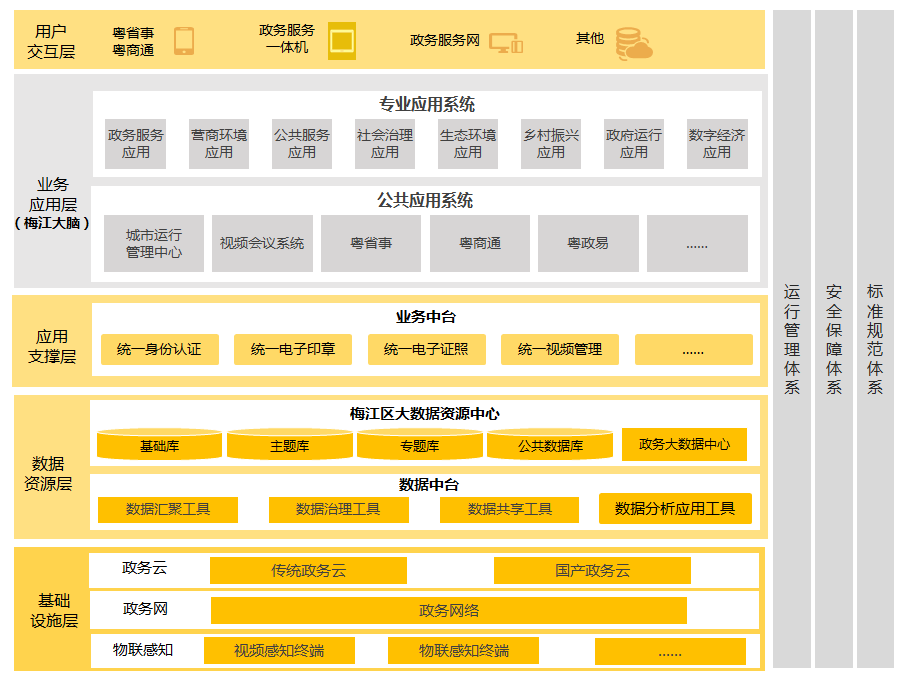 用户
交互层
粤省事
粤商通
政务服务
一体机
政务服务网
其他
业务
应用层
（梅江大脑）
专业应用系统
政务服务
应用
营商环境
应用
公共服务
应用
社会治理
应用
生态环境
应用
乡村振兴
应用
政府运行
应用
数字经济
应用
公共应用系统
城市运行
管理中心
视频会议系统
粤省事
粤商通
粤政易
......
应用
支撑层
业务中台
统一身份认证
统一电子印章
统一电子证照
统一视频管理
......
数据
资源层
梅江区大数据资源中心
基础库
主题库
专题库
公共数据库
政务大数据中心
数据中台
数据汇聚工具
数据治理工具
数据共享工具
数据分析应用工具
基础
设施层
政务云
传统政务云
国产政务云
政务网
政务网络
物联感知
视频感知终端
物联感知终端
......
运行管理体系
安全保障体系
标准规范体系